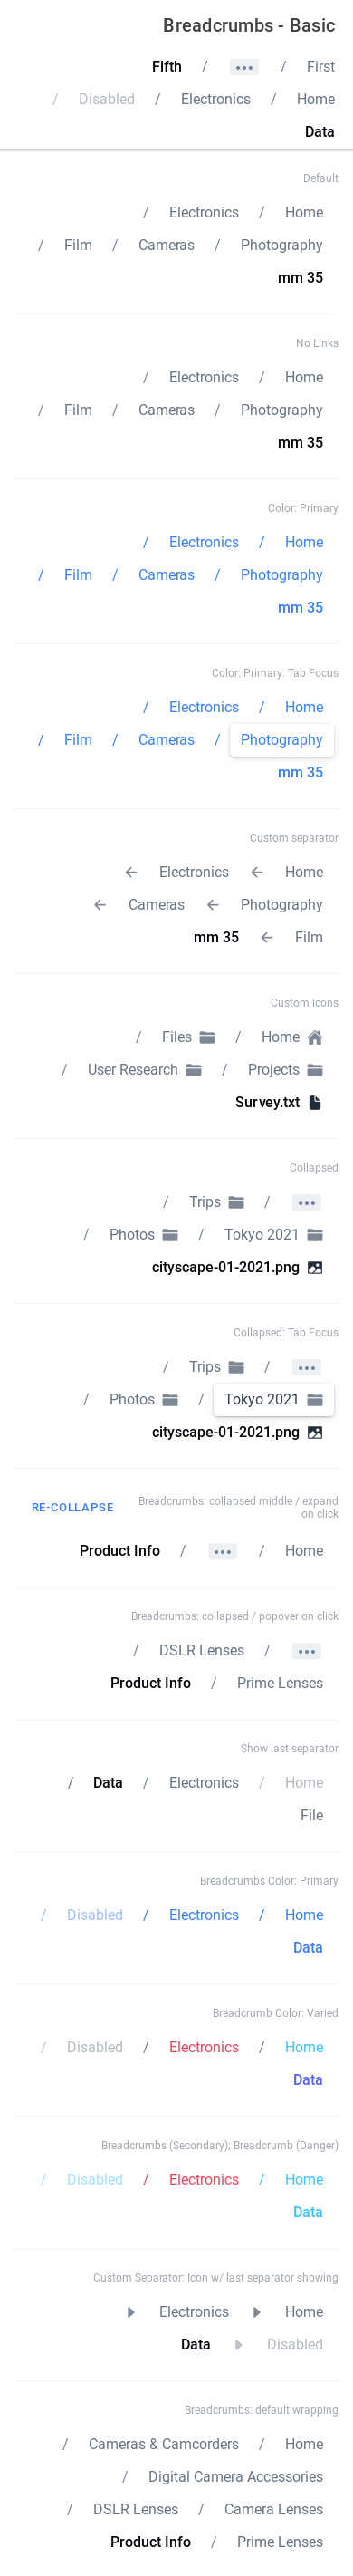 Breadcrumbs - Basic
Fifth / ••• / First
/ Disabled / Electronics / Home
Data
Default
/ Electronics / Home
/ Film / Cameras / Photography
mm 35
No Links
/ Electronics / Home
/ Film / Cameras / Photography
mm 35
Color: Primary
/ Electronics / Home
/ Film / Cameras / Photography
mm 35
Color: Primary: Tab Focus
/ Electronics / Home
/ Film / Cameras / Photography
mm 35
Custom separator
Electronics Home
Cameras Photography
mm 35 Film
Custom icons
/ Files / Home
/ User Research / Projects
Survey.txt
Collapsed
/ Trips / •••
/ Photos / Tokyo 2021
cityscape-01-2021.png
Collapsed: Tab Focus
/ Trips / •••
/ Photos / Tokyo 2021
cityscape-01-2021.png
RE-COLLAPSE
Breadcrumbs: collapsed middle / expand
on click
Product Info / ••• / Home
Breadcrumbs: collapsed / popover on click
/ DSLR Lenses / •••
Product Info / Prime Lenses
Show last separator
/ Data / Electronics / Home
File
Breadcrumbs Color: Primary
/ Disabled / Electronics / Home
Data
Breadcrumb Color: Varied
/ Disabled / Electronics / Home
Data
Breadcrumbs (Secondary); Breadcrumb (Danger)
/ Disabled / Electronics / Home
Data
Custom Separator: Icon w/ last separator showing
Electronics Home
Data Disabled
Breadcrumbs: default wrapping
/ Cameras & Camcorders / Home
/ Digital Camera Accessories
/ DSLR Lenses / Camera Lenses
Product Info / Prime Lenses